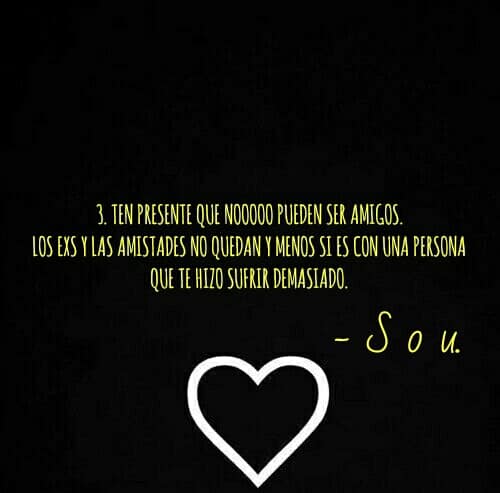 3. TEN PRESENTE QUE NOOOOO PUEDEN SER AMIGOS.
LOS EXS Y LAS AMISTADES NO QUEDAN Y MENOS SI ES CON UNA PERSONA
QUE TE HIZO SUFRIR DEMASIADO.
- S o u.